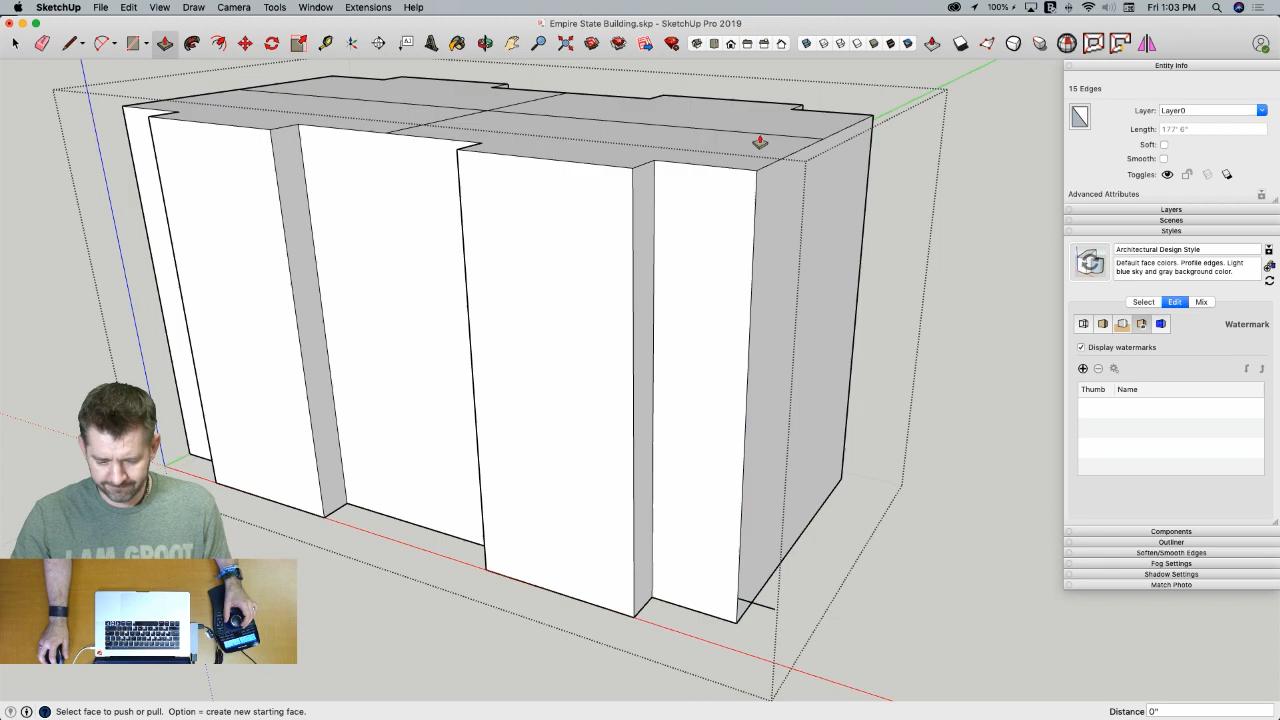 SketchUp File Edit View Draw Camera Tools Window Extensions Help 100% Fri 1:03 PM
Empire State Building.skp - SketchUp Pro 2019
Entity Info
15 Edges
Layer: Layer0
Length: 177' 6"
Soft:
Smooth:
Toggles:
Advanced Attributes
Layers
Scenes
Styles
Architectural Design Style
Default face colors. Profile edges. Light
blue sky and gray background color.
Select Edit Mix
Watermark
Display watermarks
Thumb Name
Components
Outliner
Soften/Smooth Edges
Fog Settings
Shadow Settings
Match Photo
I AM GROOT
Select face to push or pull. Option = create new starting face.
Distance 0"